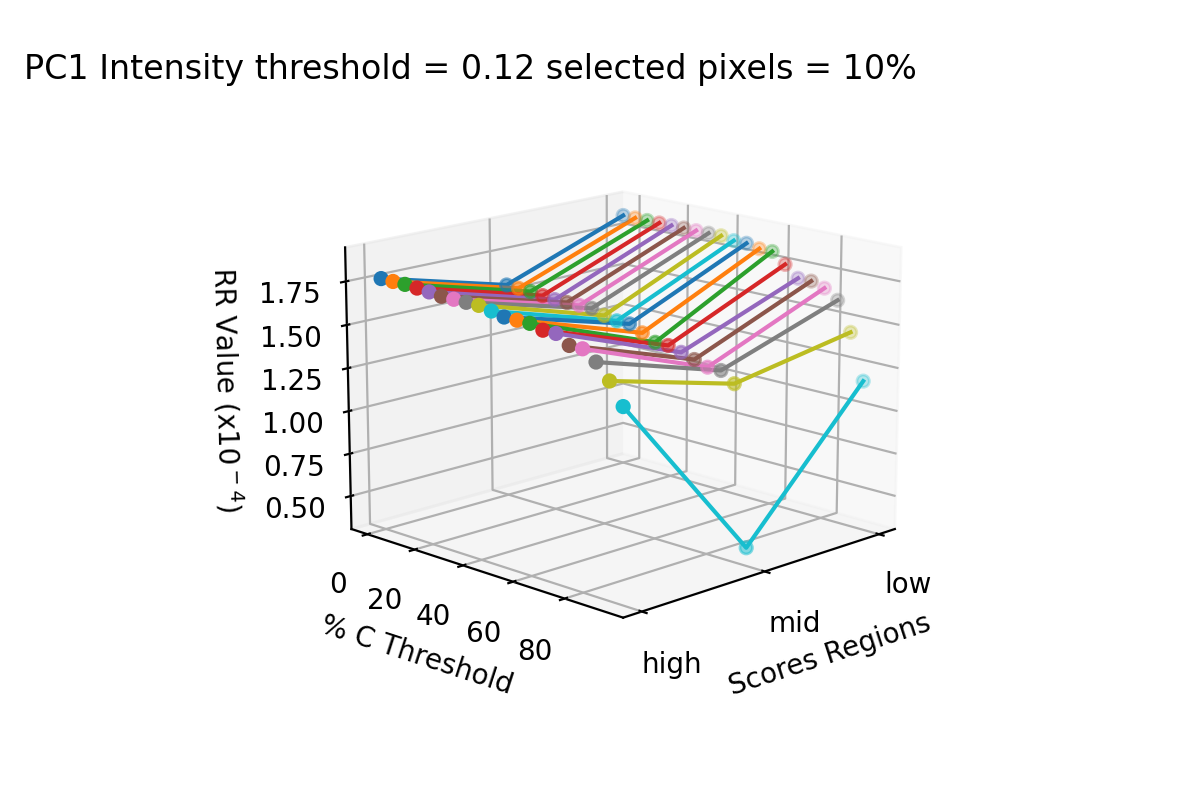 PC1 Intensity threshold = 0.12 selected pixels = 10%
RR Value (x10⁻⁴)
1.75
1.50
1.25
1.00
0.75
0.50
0
20
40
60
80
% C Threshold
high
mid
low
Scores Regions